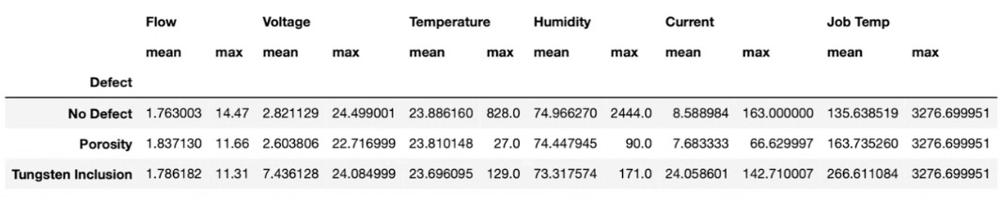 Flow Voltage Temperature Humidity Current Job Temp
mean max mean max mean max mean max mean max mean max
Defect
No Defect 1.763003 14.47 2.821129 24.499001 23.886160 828.0 74.966270 2444.0 8.588984 163.000000 135.638519 3276.699951
Porosity 1.837130 11.66 2.603806 22.716999 23.810148 27.0 74.447945 90.0 7.683333 66.629997 163.735260 3276.699951
Tungsten Inclusion 1.786182 11.31 7.436128 24.084999 23.696095 129.0 73.317574 171.0 24.058601 142.710007 266.611084 3276.699951